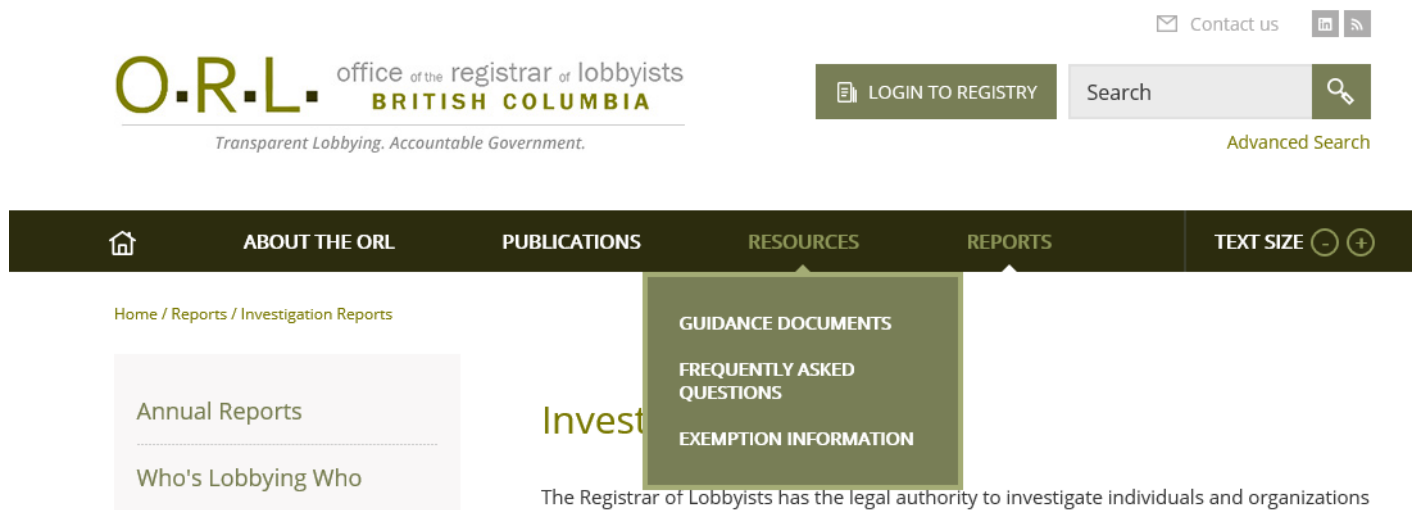 Contact us
in
O.R.L. office of the registrar of lobbyists
BRITISH COLUMBIA
LOGIN TO REGISTRY
Search
Transparent Lobbying. Accountable Government.
Advanced Search
ABOUT THE ORL
PUBLICATIONS
RESOURCES
REPORTS
TEXT SIZE - +
Home / Reports / Investigation Reports
GUIDANCE DOCUMENTS
FREQUENTLY ASKED
QUESTIONS
EXEMPTION INFORMATION
Annual Reports
Who's Lobbying Who
Invest
The Registrar of Lobbyists has the legal authority to investigate individuals and organizations